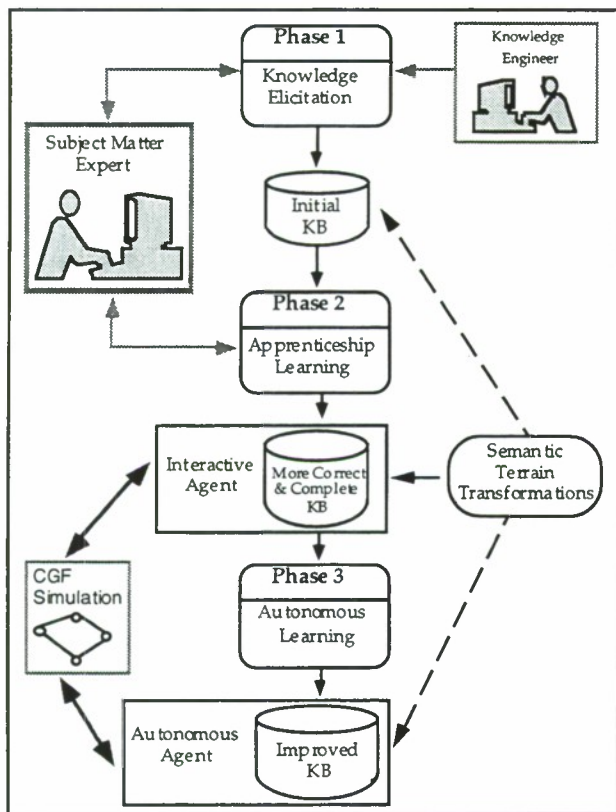 Phase 1
Knowledge
Elicitation
Knowledge
Engineer
Subject Matter
Expert
Initial
KB
Phase 2
Apprenticeship
Learning
Interactive
Agent
More Correct
& Complete
KB
Semantic
Terrain
Transformations
Phase 3
Autonomous
Learning
CGF
Simulation
Autonomous
Agent
Improved
KB